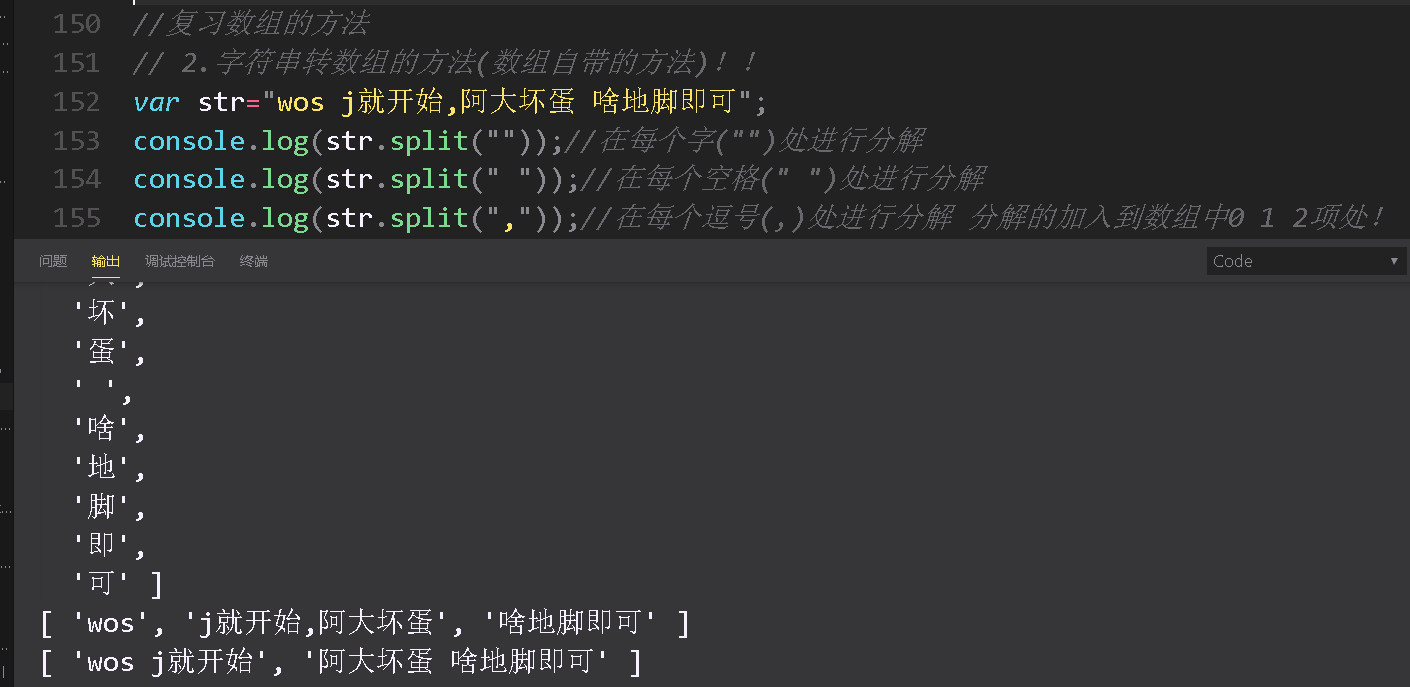 150 //复习数组的方法
151 // 2.字符串转数组的方法(数组自带的方法)！！
152 var str="wos j就开始,阿大坏蛋 啥地脚即可";
153 console.log(str.split(""));//在每个字("")处进行分解
154 console.log(str.split(" "));//在每个空格(" ")处进行分解
155 console.log(str.split(","));//在每个逗号(,)处进行分解 分解的加入到数组中0 1 2项处！
问题 输出 调试控制台 终端 Code
'坏',
'蛋',
' ',
'啥',
'地',
'脚',
'即',
'可' ]
[ 'wos', 'j就开始,阿大坏蛋', '啥地脚即可' ]
[ 'wos j就开始', '阿大坏蛋 啥地脚即可' ]